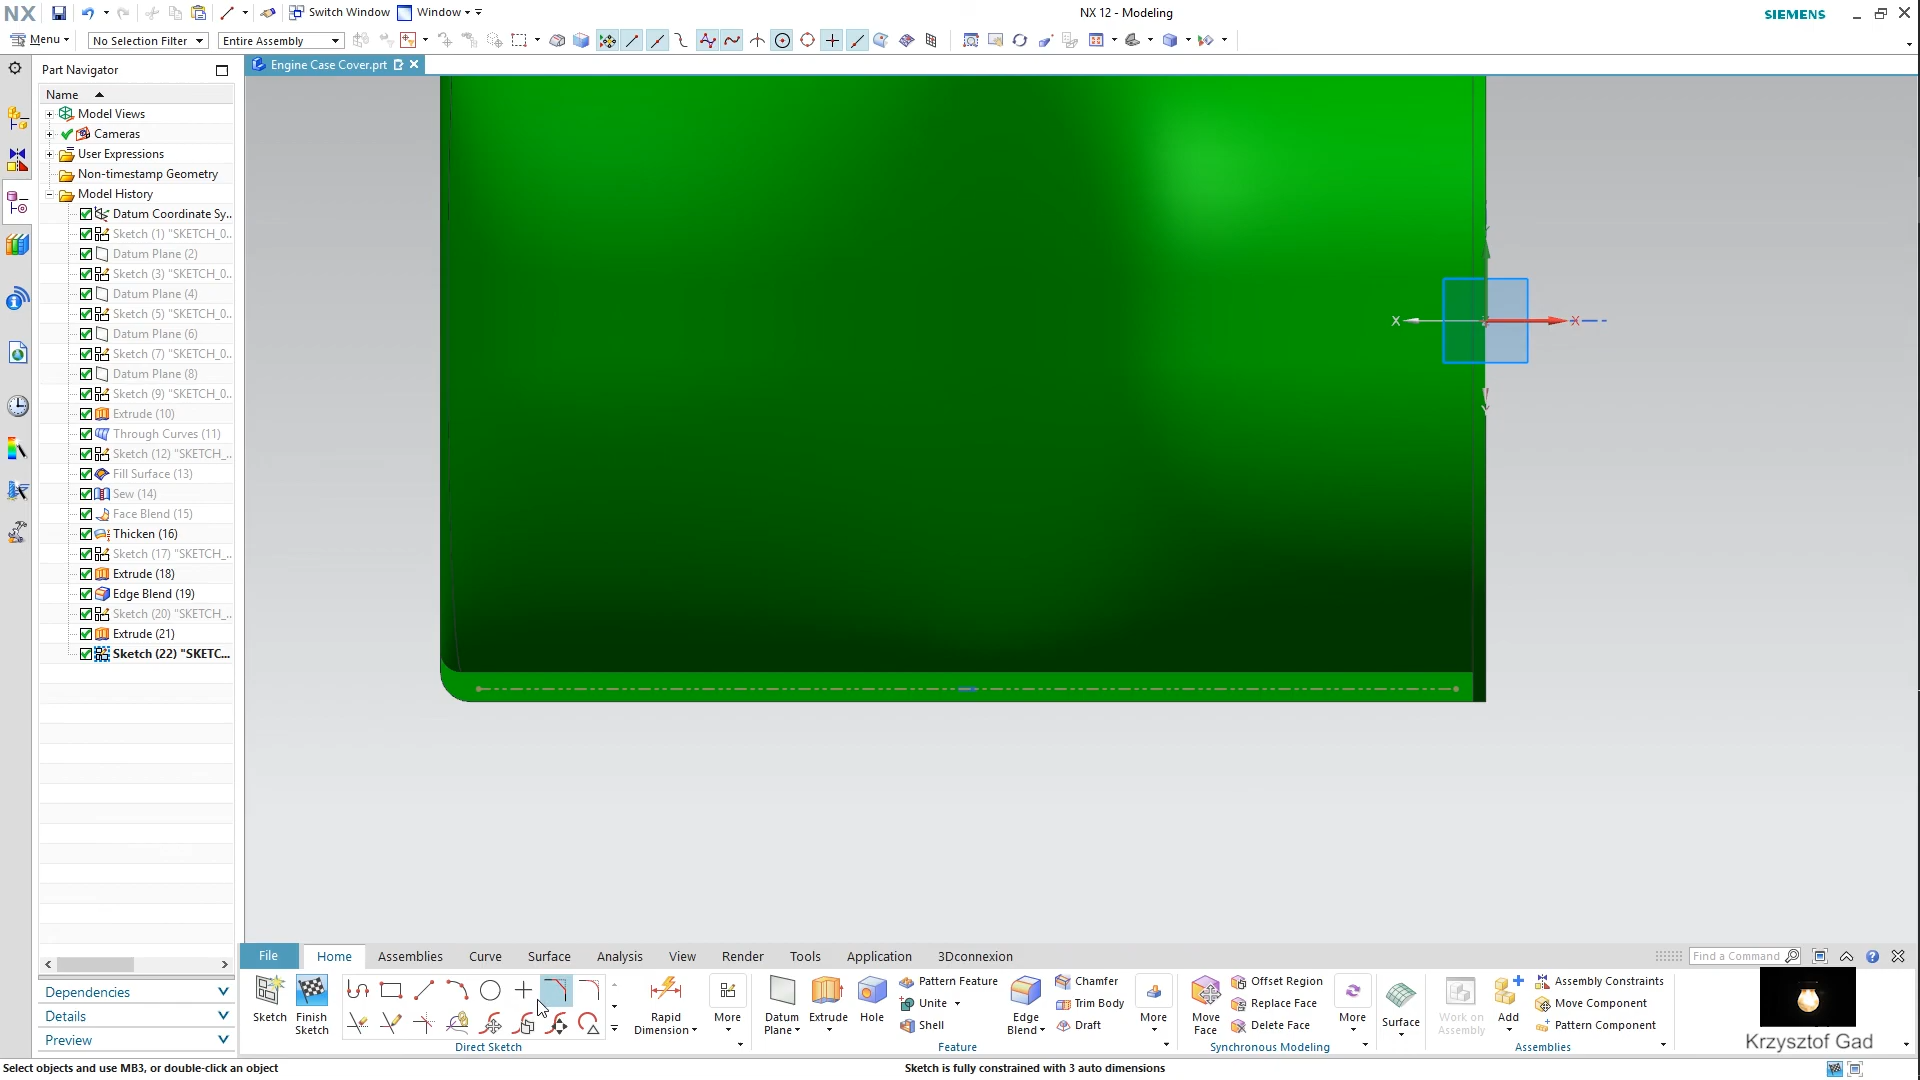 NX
Switch Window
Window
NX 12 - Modeling
SIEMENS
Menu
No Selection Filter
Entire Assembly
Part Navigator
Engine Case Cover.prt
Name
Model Views
Cameras
User Expressions
Non-timestamp Geometry
Model History
Datum Coordinate Sy..
Sketch (1) "SKETCH_0..
Datum Plane (2)
Sketch (3) "SKETCH_0..
Datum Plane (4)
Sketch (5) "SKETCH_0..
Datum Plane (6)
Sketch (7) "SKETCH_0..
Datum Plane (8)
Sketch (9) "SKETCH_0..
Extrude (10)
Through Curves (11)
Sketch (12) "SKETCH_..
Fill Surface (13)
Sew (14)
Face Blend (15)
Thicken (16)
Sketch (17) "SKETCH_..
Extrude (18)
Edge Blend (19)
Sketch (20) "SKETCH_..
Extrude (21)
Sketch (22) "SKETC...
X
X
Dependencies
Details
Preview
File
Home
Assemblies
Curve
Surface
Analysis
View
Render
Tools
Application
3Dconnexion
Find a Command
Sketch
Finish Sketch
Direct Sketch
Rapid Dimension
More
Datum Plane
Extrude
Hole
Pattern Feature
Unite
Shell
Edge Blend
Chamfer
Trim Body
Draft
More
Feature
Move Face
Offset Region
Replace Face
Delete Face
More
Synchronous Modeling
Surface
Work on Assembly
Add
Assembly Constraints
Move Component
Pattern Component
Assemblies
Krzysztof Gad
Select objects and use MB3, or double-click an object
Sketch is fully constrained with 3 auto dimensions